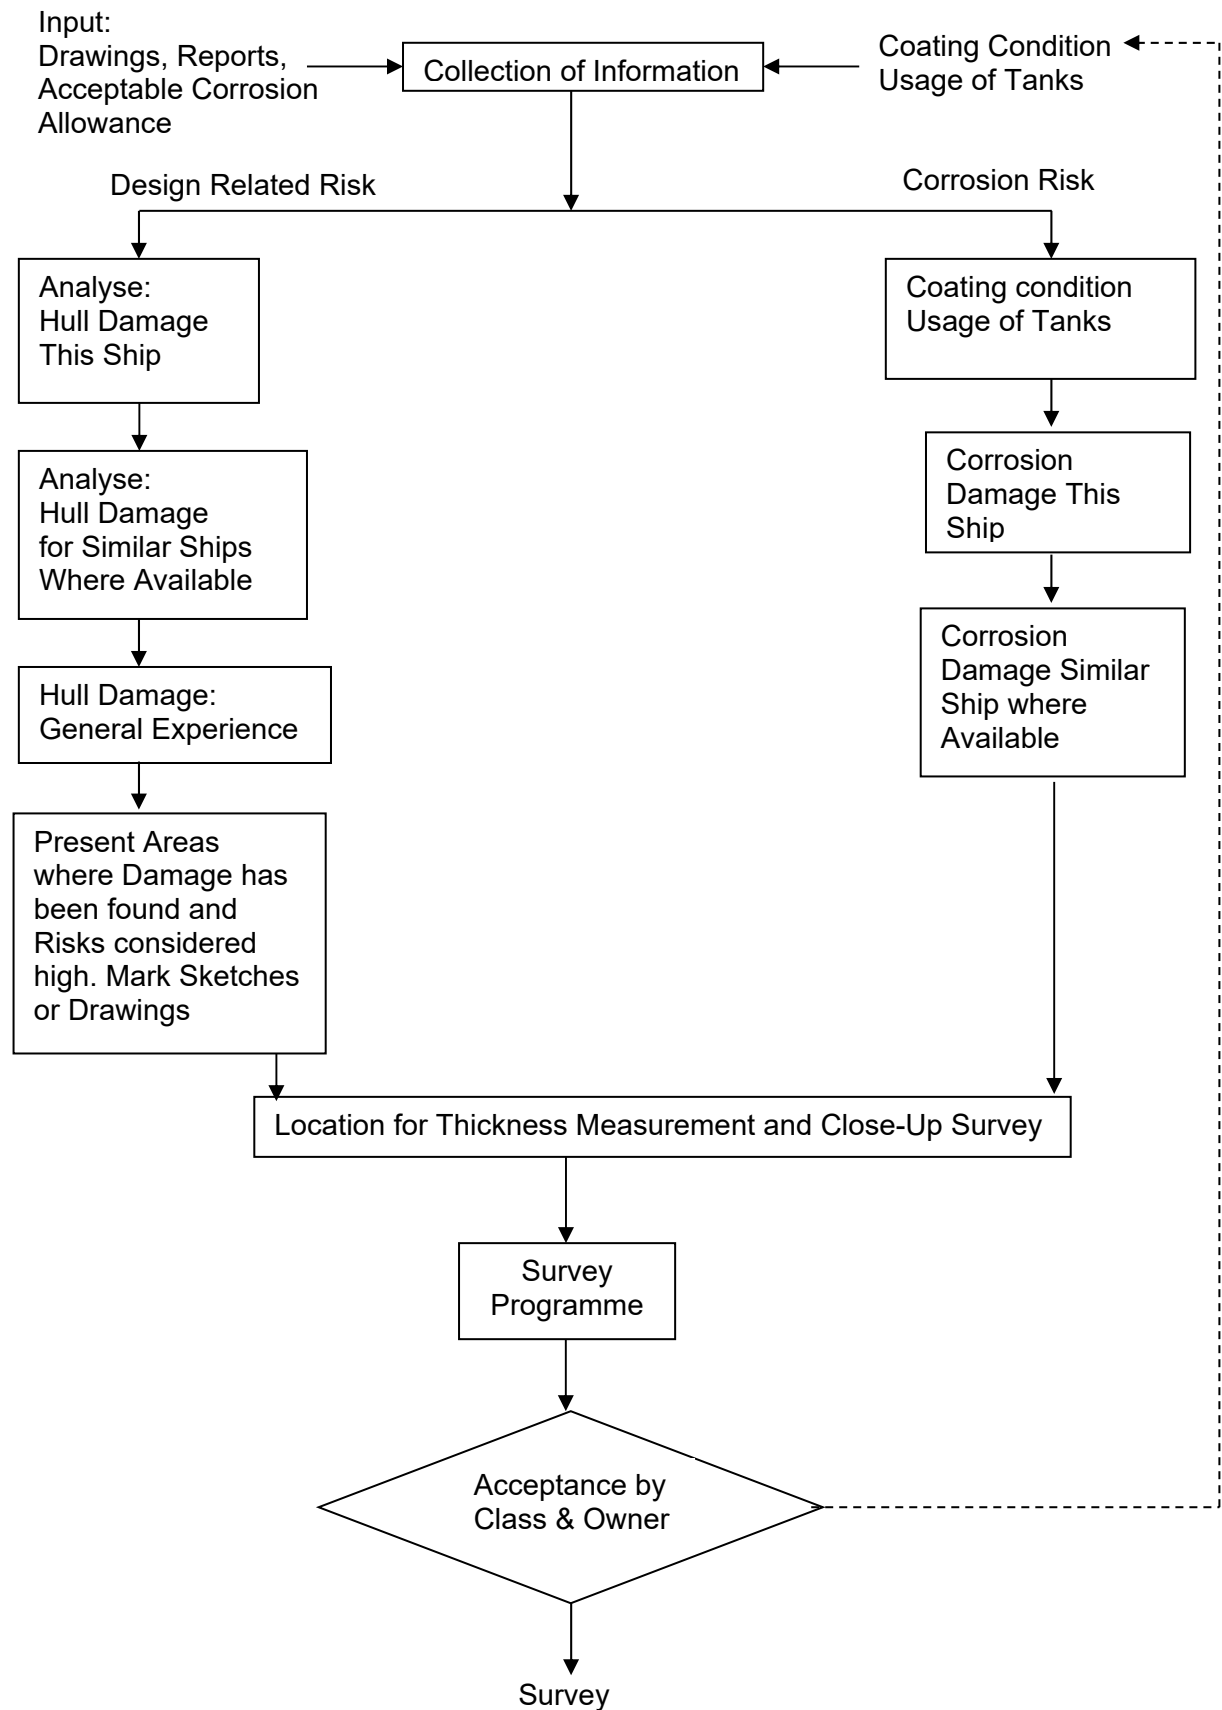 Input:
Drawings, Reports,
Acceptable Corrosion
Allowance
Collection of Information
Coating Condition
Usage of Tanks
Design Related Risk
Corrosion Risk
Analyse:
Hull Damage
This Ship
Coating condition
Usage of Tanks
Analyse:
Hull Damage
for Similar Ships
Where Available
Corrosion
Damage This
Ship
Hull Damage:
General Experience
Corrosion
Damage Similar
Ship where
Available
Present Areas
where Damage has
been found and
Risks considered
high. Mark Sketches
or Drawings
Location for Thickness Measurement and Close-Up Survey
Survey
Programme
Acceptance by
Class & Owner
Survey